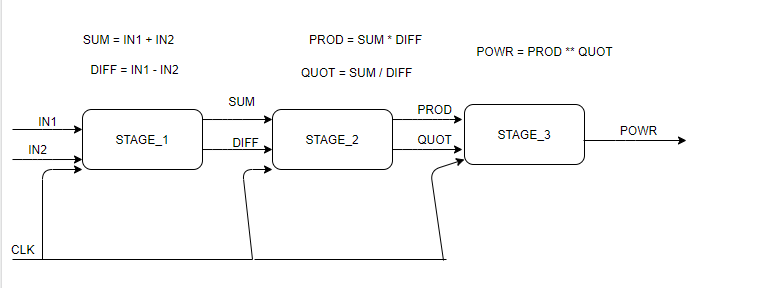 SUM = IN1 + IN2
PROD = SUM * DIFF
POWR = PROD ** QUOT
DIFF = IN1 - IN2
QUOT = SUM / DIFF
SUM
PROD
IN1
STAGE_1
DIFF
STAGE_2
QUOT
STAGE_3
POWR
IN2
CLK